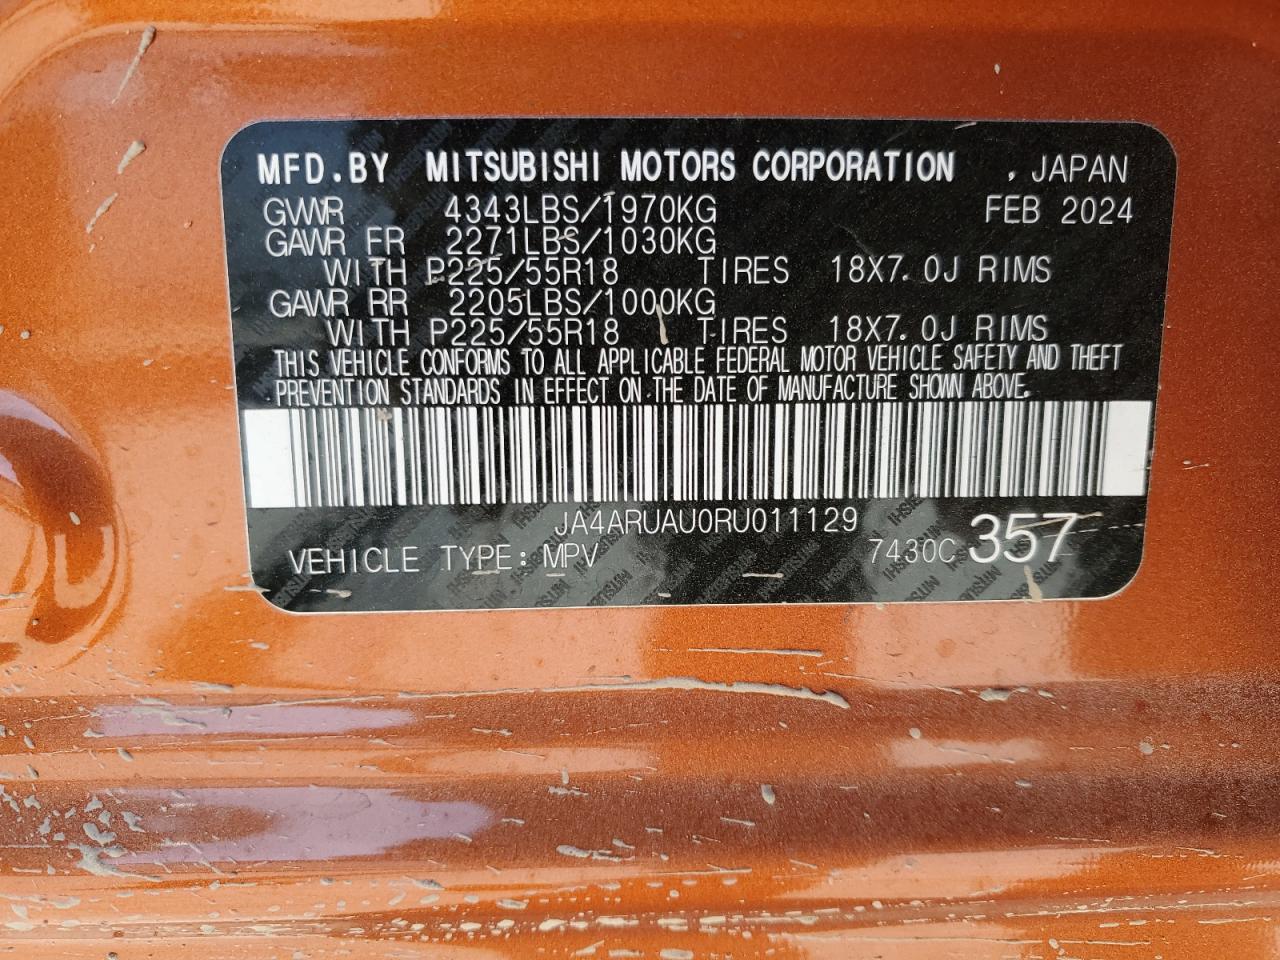 MFD.BY MITSUBISHI MOTORS CORPORATION , JAPAN
GVWR 4343LBS/1970KG FEB 2024
GAWR FR 2271LBS/1030KG
WITH P225/55R18 TIRES 18X7.0J RIMS
GAWR RR 2205LBS/1000KG
WITH P225/55R18 TIRES 18X7.0J RIMS
THIS VEHICLE CONFORMS TO ALL APPLICABLE FEDERAL MOTOR VEHICLE SAFETY AND THEFT
PREVENTION STANDARDS IN EFFECT ON THE DATE OF MANUFACTURE SHOWN ABOVE.
JA4ARUAU0RU011129
VEHICLE TYPE: MPV 7430C 357